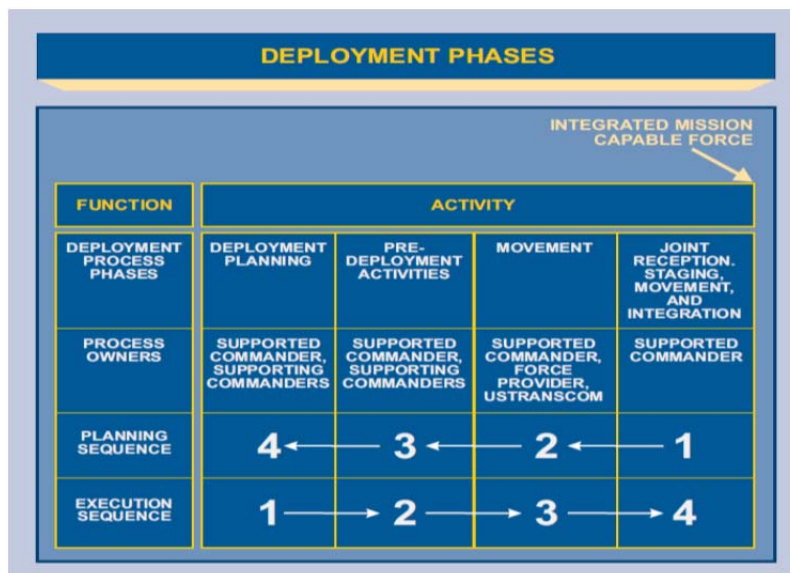 DEPLOYMENT PHASES
INTEGRATED MISSION
CAPABLE FORCE
FUNCTION
ACTIVITY
DEPLOYMENT
PROCESS
PHASES
DEPLOYMENT
PLANNING
PRE-
DEPLOYMENT
ACTIVITIES
MOVEMENT
JOINT
RECEPTION.
STAGING,
MOVEMENT,
AND
INTEGRATION
PROCESS
OWNERS
SUPPORTED
COMMANDER,
SUPPORTING
COMMANDERS
SUPPORTED
COMMANDER,
SUPPORTING
COMMANDERS
SUPPORTED
COMMANDER,
FORCE
PROVIDER,
USTRANSCOM
SUPPORTED
COMMANDER
PLANNING
SEQUENCE
4 3 2 1
EXECUTION
SEQUENCE
1 2 3 4